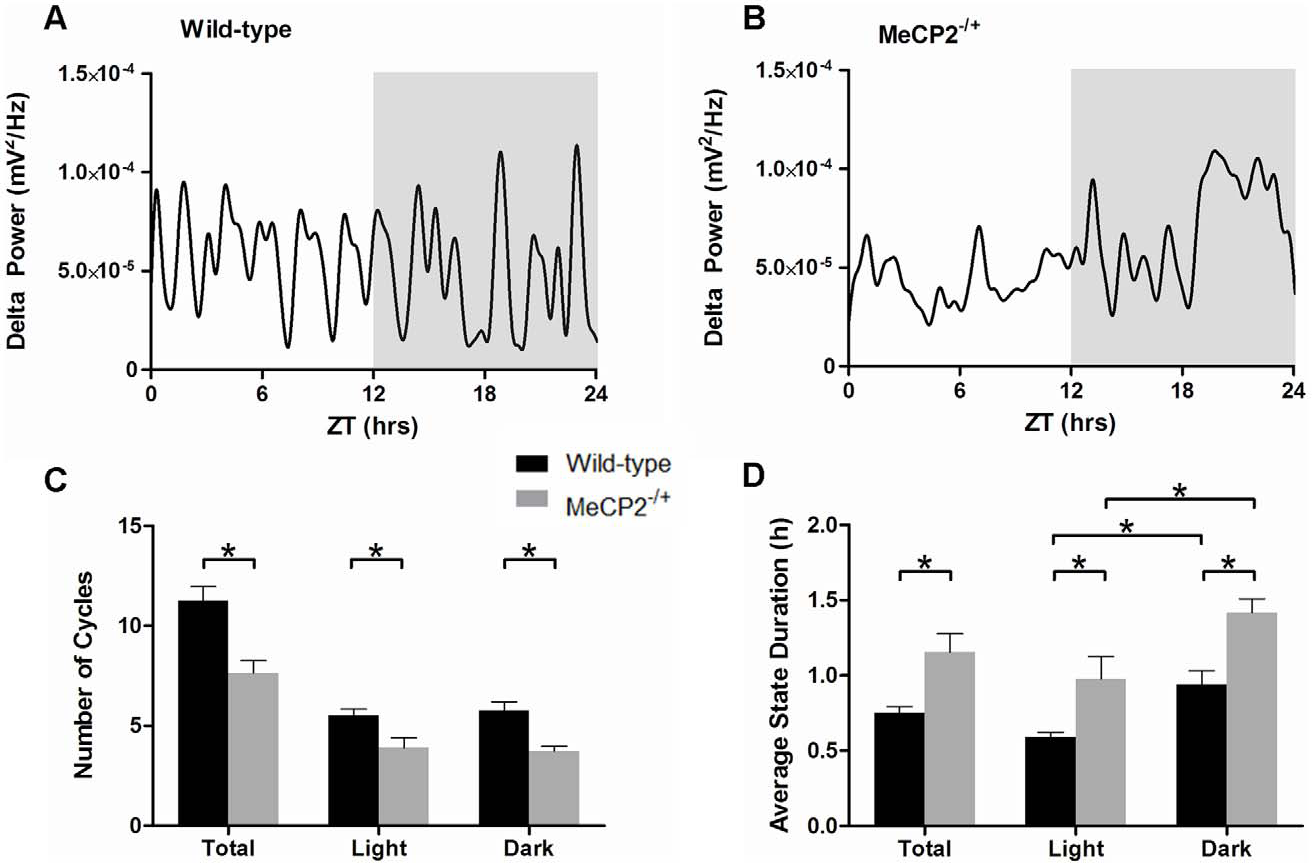 A
Wild-type
Delta Power (mV²/Hz)
1.5×10⁻⁴
1.0×10⁻⁴
5.0×10⁻⁵
0
0 6 12 18 24
ZT (hrs)
B
MeCP2⁻/⁺
Delta Power (mV²/Hz)
1.5×10⁻⁴
1.0×10⁻⁴
5.0×10⁻⁵
0
0 6 12 18 24
ZT (hrs)
Wild-type
MeCP2⁻/⁺
C
Number of Cycles
15
10
5
0
* * *
Total Light Dark
D
Average State Duration (h)
2.0
1.5
1.0
0.5
0.0
*
*
* * *
Total Light Dark